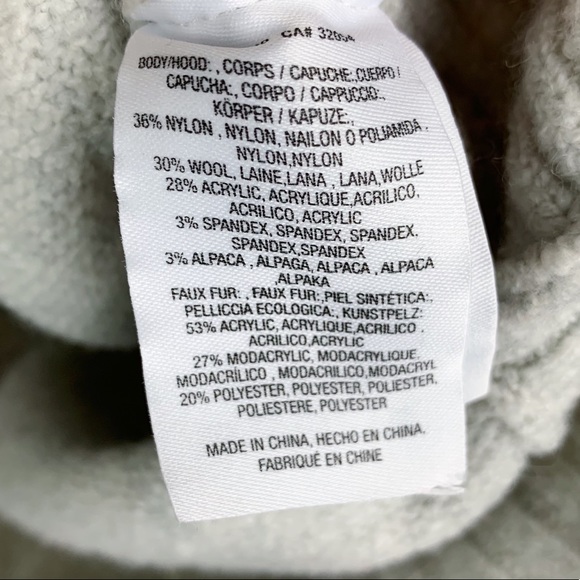 CA# 32054
BODY/HOOD:, CORPS / CAPUCHE:,CUERPO /
CAPUCHA:, CORPO / CAPPUCCIO:,
KÖRPER / KAPUZE:,
36% NYLON , NYLON, NAILON O POLIAMIDA ,
NYLON,NYLON
30% WOOL, LAINE,LANA , LANA,WOLLE
28% ACRYLIC, ACRYLIQUE,ACRILICO,
ACRILICO, ACRYLIC
3% SPANDEX, SPANDEX, SPANDEX,
SPANDEX,SPANDEX
3% ALPACA , ALPAGA, ALPACA , ALPACA
,ALPAKA
FAUX FUR: , FAUX FUR:,PIEL SINTÉTICA:,
PELLICCIA ECOLOGICA:, KUNSTPELZ:
53% ACRYLIC, ACRYLIQUE,ACRILICO ,
ACRILICO,ACRYLIC
27% MODACRYLIC, MODACRYLIQUE,
MODACRÍLICO , MODACRILICO,MODACRYL
20% POLYESTER, POLYESTER, POLIESTER,
POLIESTERE, POLYESTER
MADE IN CHINA, HECHO EN CHINA,
FABRIQUÉ EN CHINE